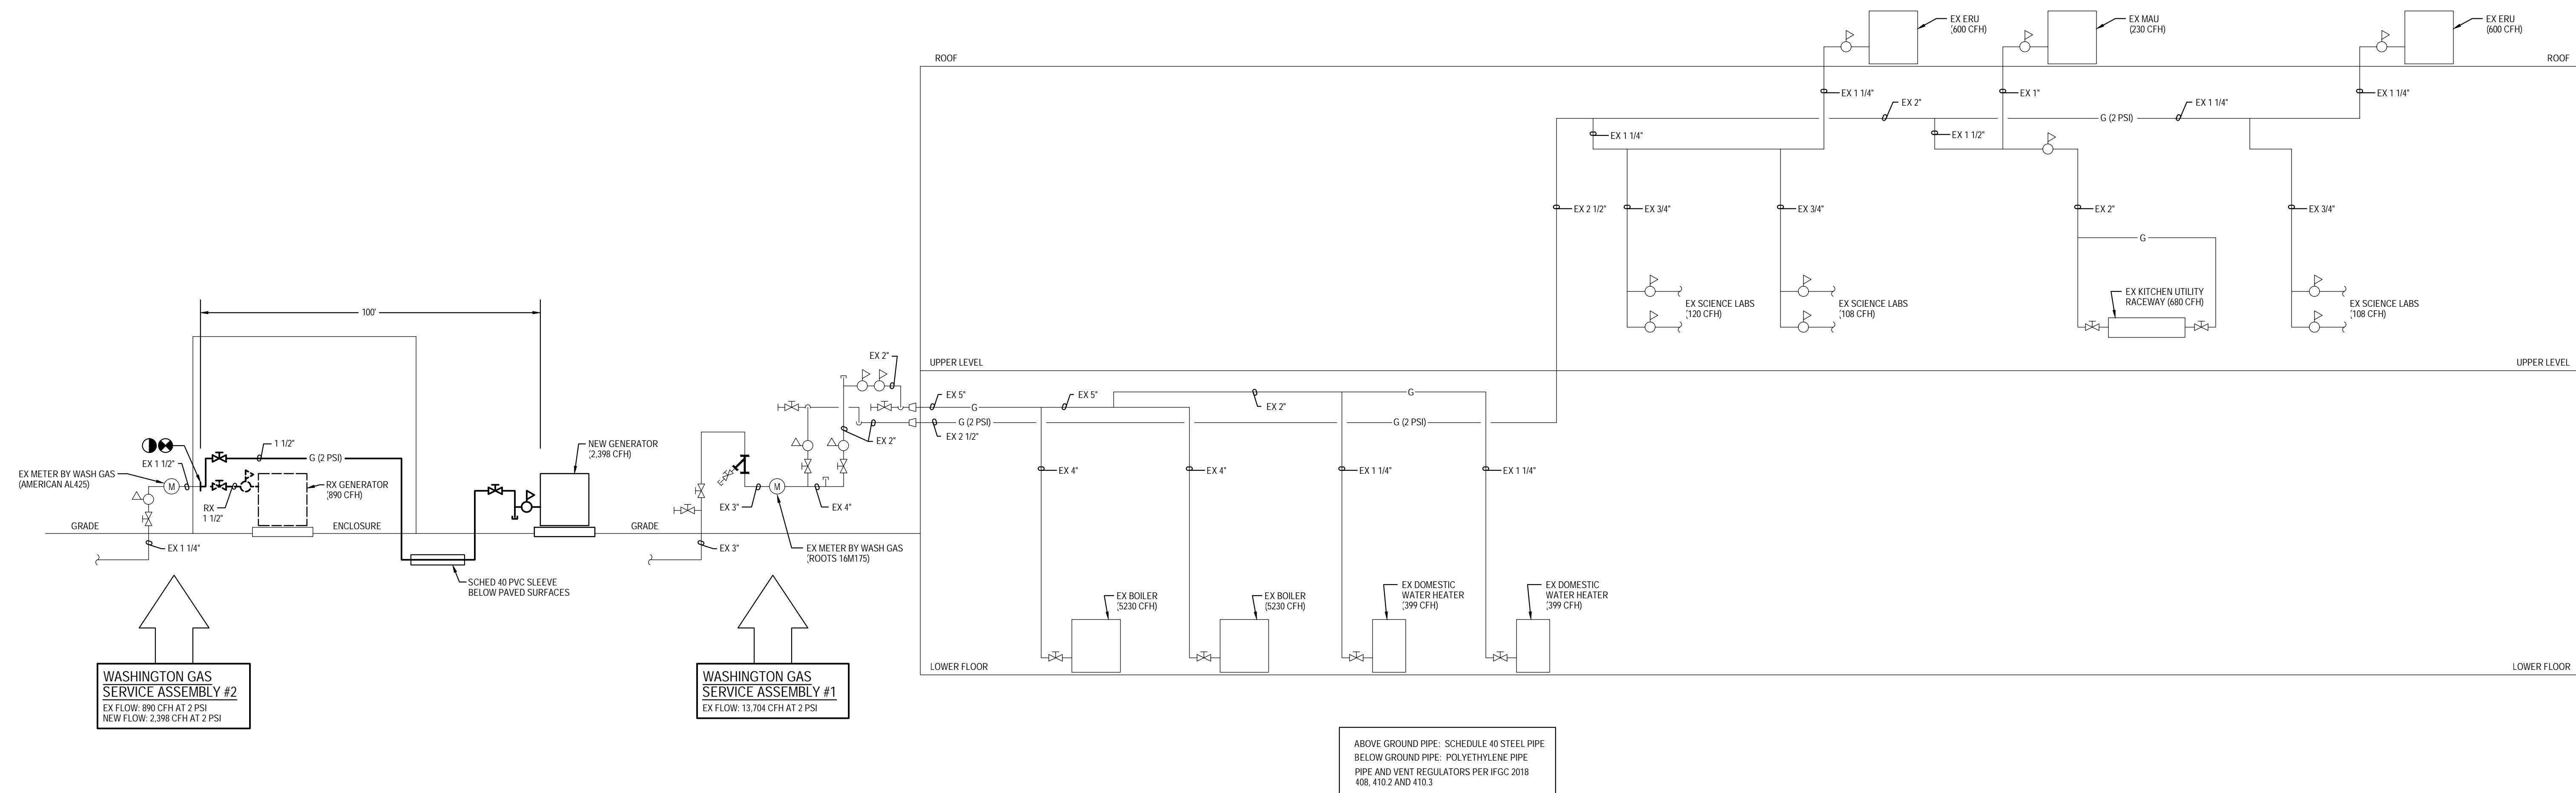 EX ERU
(600 CFH)
EX MAU
(230 CFH)
EX ERU
(600 CFH)
ROOF
ROOF
EX 1 1/4"
EX 1"
EX 1 1/4"
EX 2"
EX 1 1/4"
G (2 PSI)
EX 1 1/4"
EX 1 1/2"
EX 2 1/2"
EX 3/4"
EX 3/4"
EX 2"
EX 3/4"
G
EX SCIENCE LABS
(120 CFH)
EX SCIENCE LABS
(108 CFH)
EX KITCHEN UTILITY
RACEWAY (680 CFH)
EX SCIENCE LABS
(108 CFH)
100'
UPPER LEVEL
UPPER LEVEL
EX 2"
EX 5"
EX 5"
G
G
EX 2"
G (2 PSI)
G (2 PSI)
EX 2 1/2"
EX 2"
1 1/2"
G (2 PSI)
NEW GENERATOR
(2,398 CFH)
EX 1 1/2"
EX METER BY WASH GAS
(AMERICAN AL425)
M
RX GENERATOR
(890 CFH)
RX
1 1/2"
GRADE
ENCLOSURE
GRADE
EX 1 1/4"
SCHED 40 PVC SLEEVE
BELOW PAVED SURFACES
M
EX 3"
EX 4"
EX 3"
EX METER BY WASH GAS
(ROOTS 16M175)
EX 4"
EX 4"
EX 1 1/4"
EX 1 1/4"
EX BOILER
(5230 CFH)
EX BOILER
(5230 CFH)
EX DOMESTIC
WATER HEATER
(399 CFH)
EX DOMESTIC
WATER HEATER
(399 CFH)
LOWER FLOOR
LOWER FLOOR
WASHINGTON GAS
SERVICE ASSEMBLY #2
EX FLOW: 890 CFH AT 2 PSI
NEW FLOW: 2,398 CFH AT 2 PSI
WASHINGTON GAS
SERVICE ASSEMBLY #1
EX FLOW: 13,704 CFH AT 2 PSI
ABOVE GROUND PIPE: SCHEDULE 40 STEEL PIPE
BELOW GROUND PIPE: POLYETHYLENE PIPE
PIPE AND VENT REGULATORS PER IFGC 2018
408, 410.2 AND 410.3